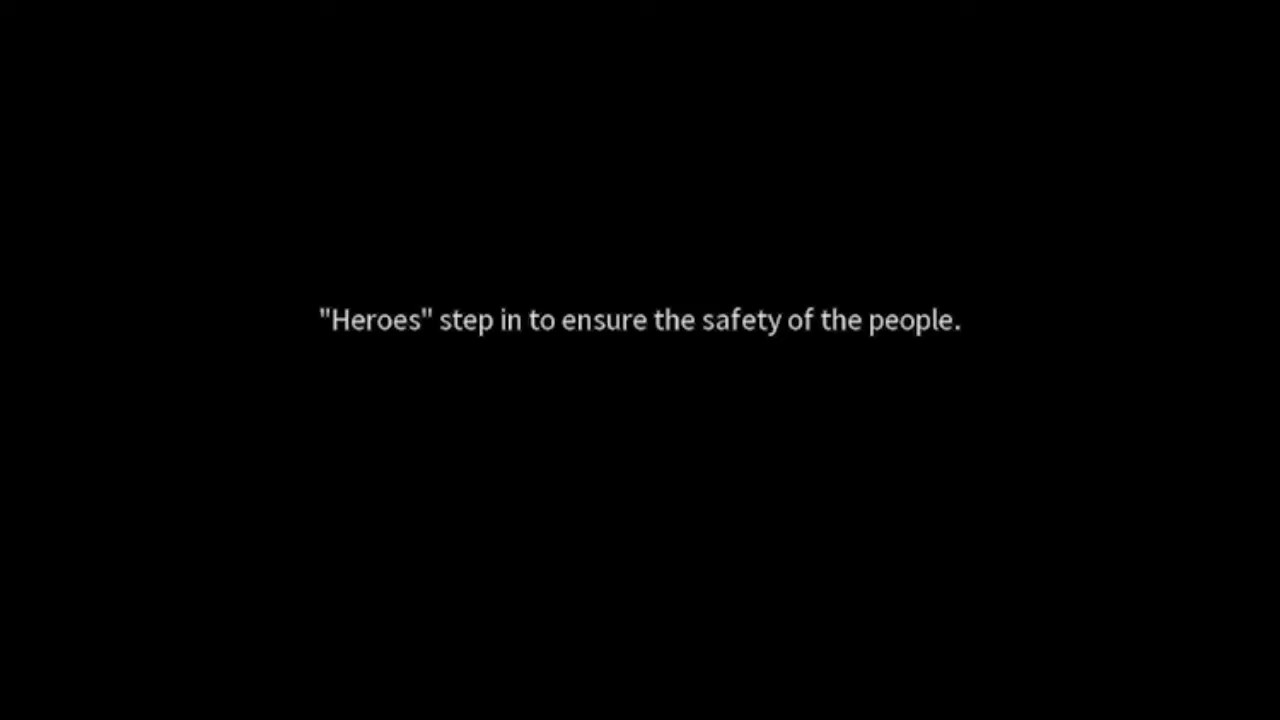 "Heroes" step in to ensure the safety of the people.